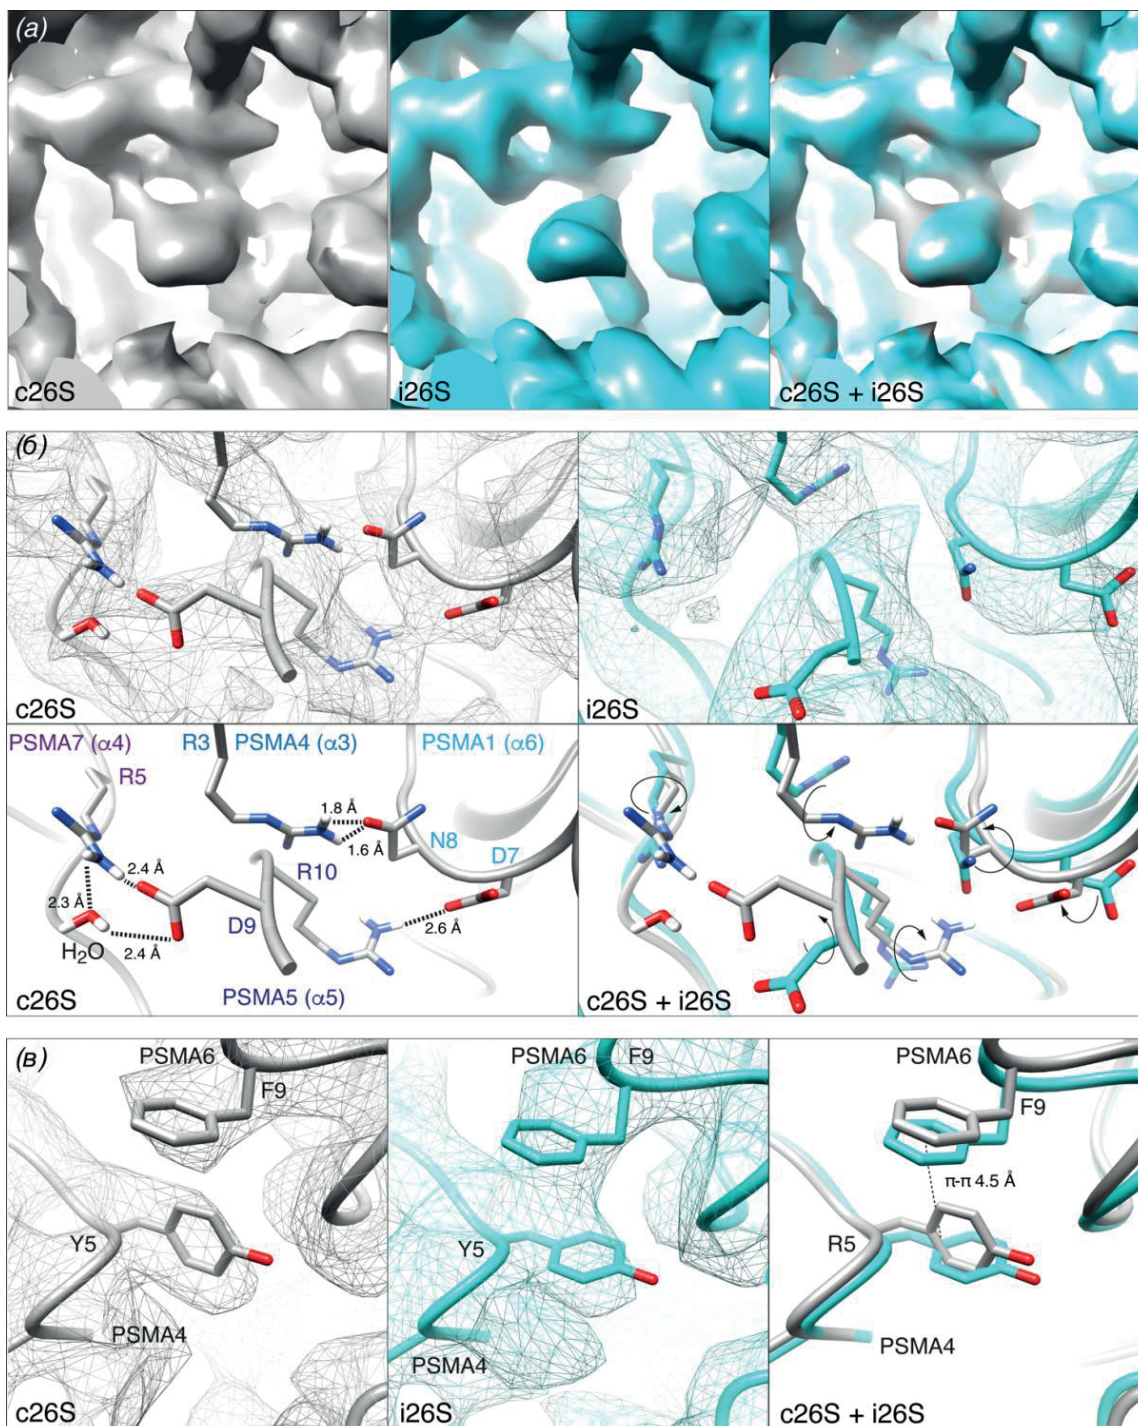 (а)
c26S
i26S
c26S + i26S
(б)
c26S
i26S
PSMA7 (α4)
R3
PSMA4 (α3)
PSMA1 (α6)
R5
1.8 Å
1.6 Å
N8
D7
R10
2.4 Å
2.3 Å
2.6 Å
D9
H₂O
2.4 Å
PSMA5 (α5)
c26S
c26S + i26S
(в)
PSMA6
F9
Y5
PSMA4
c26S
PSMA6
F9
Y5
PSMA4
i26S
PSMA6
F9
π-π 4.5 Å
R5
PSMA4
c26S + i26S